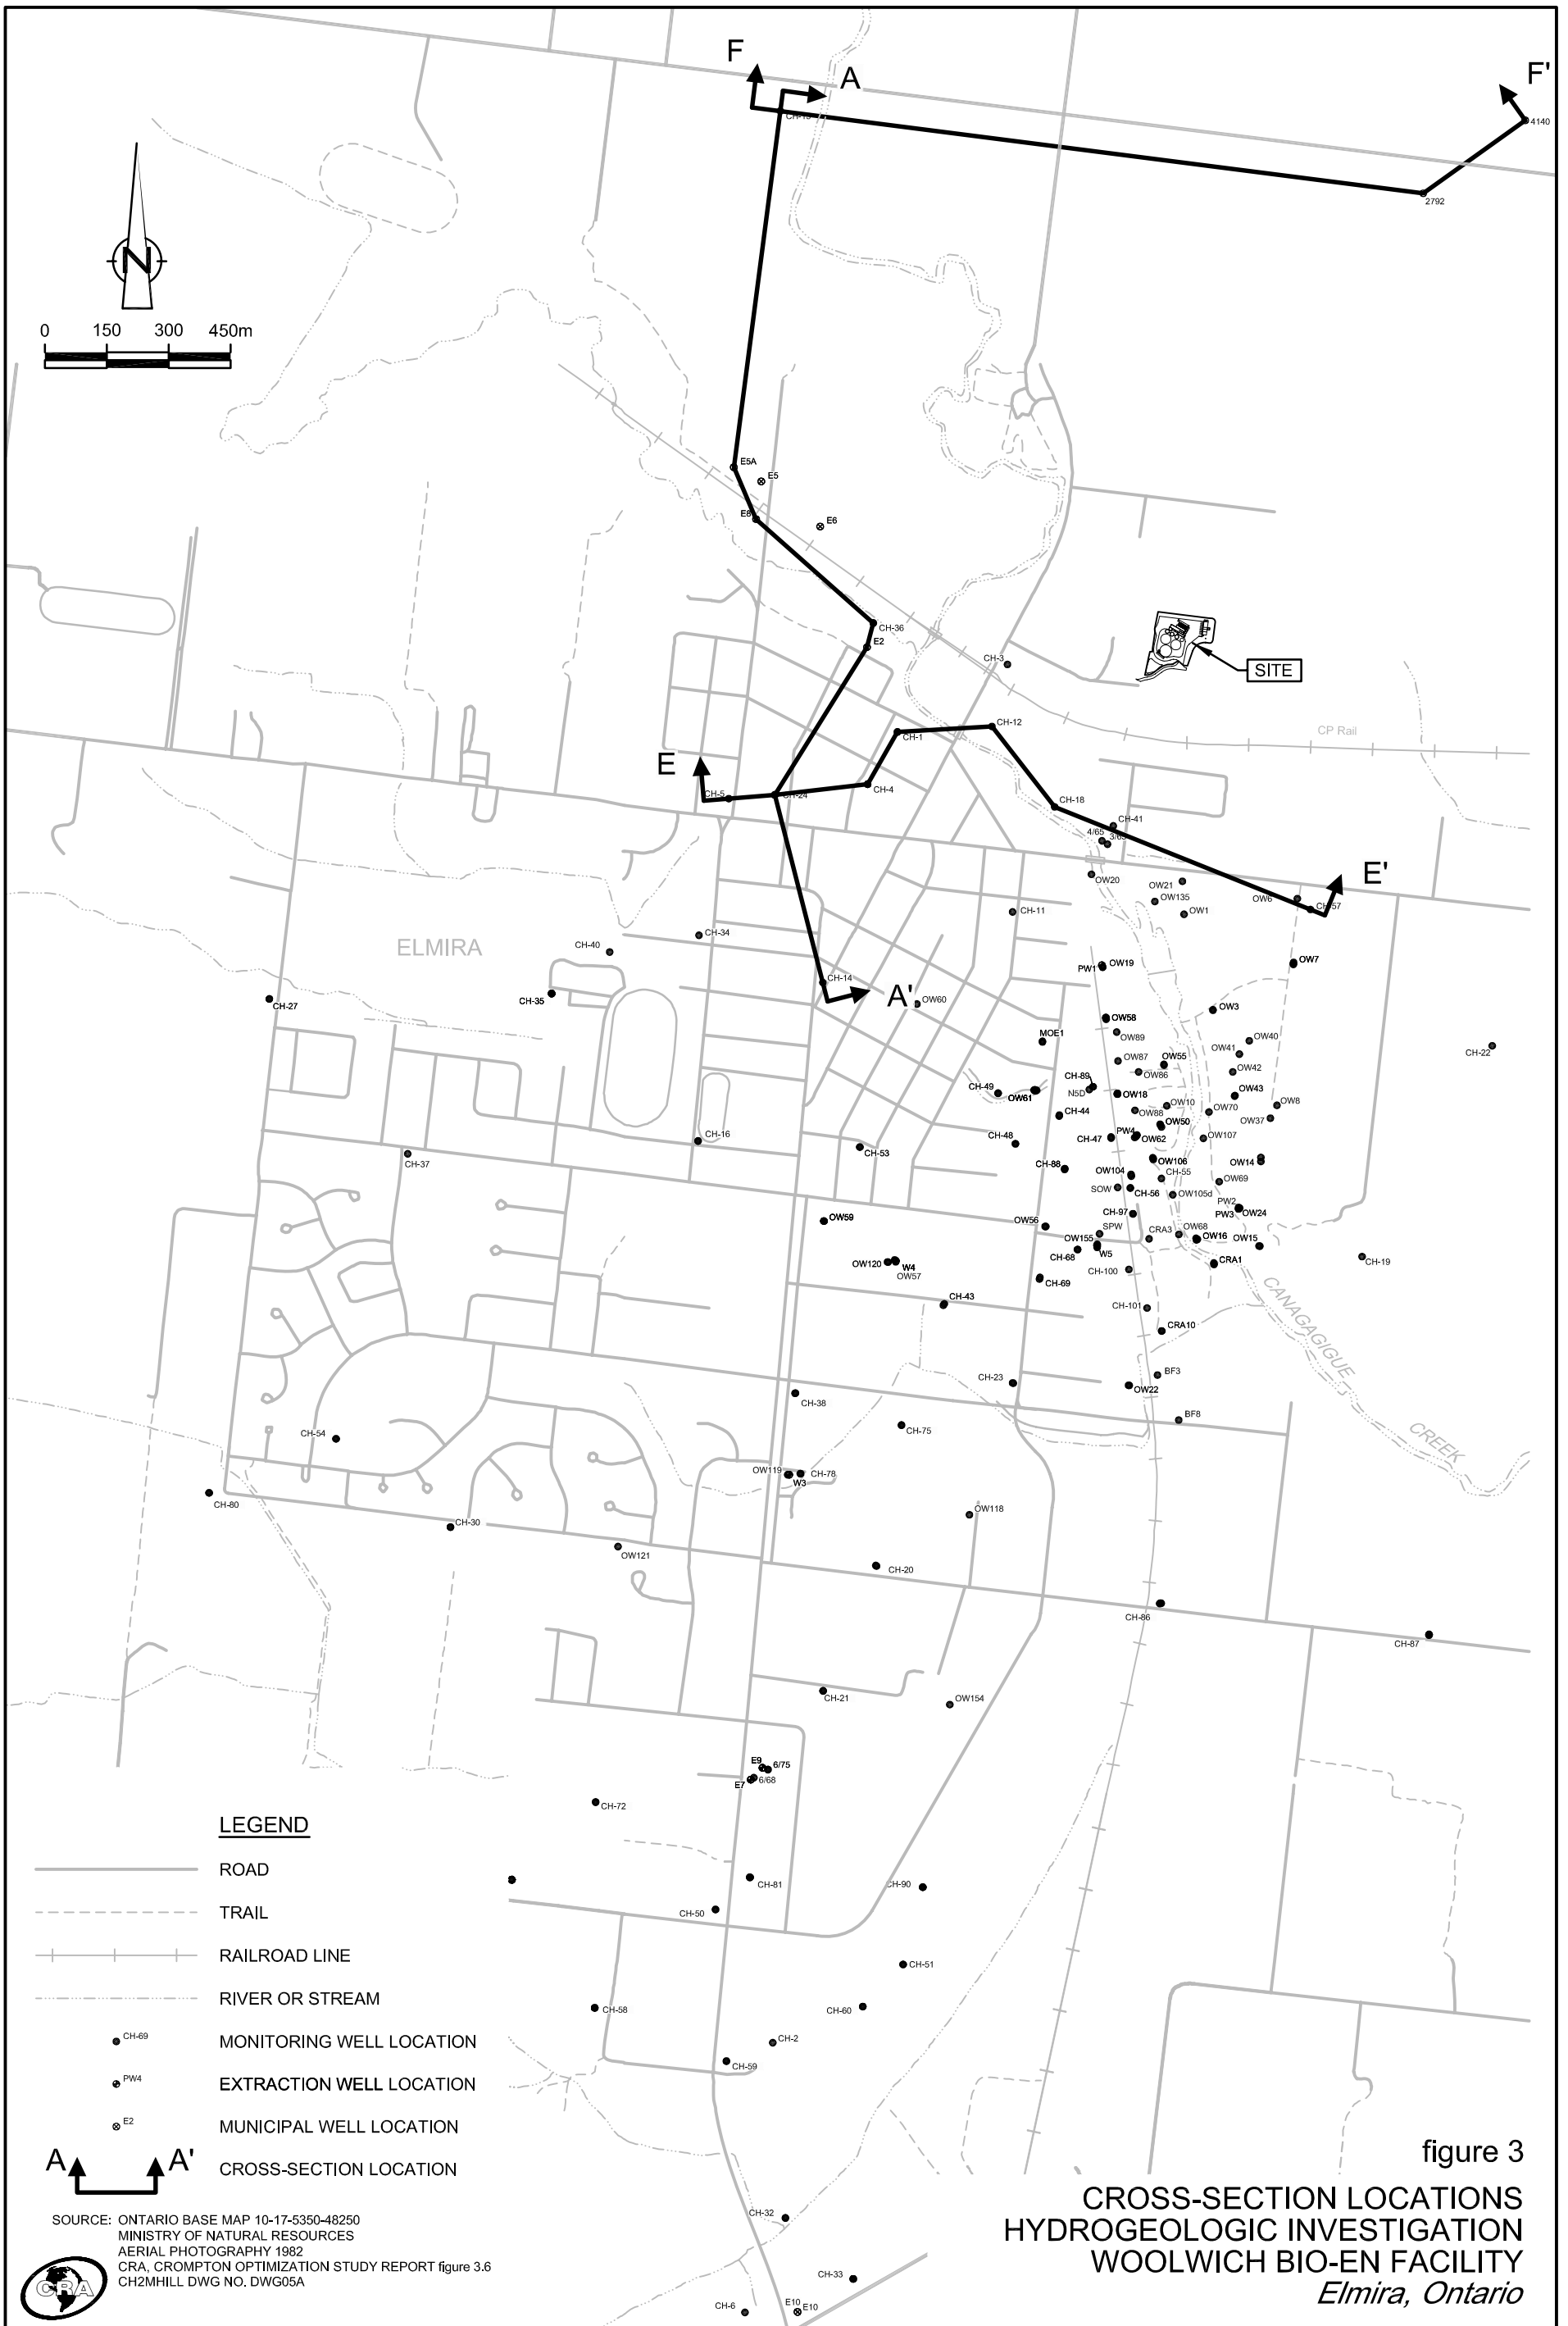 F
A
F'
CH-15
4140
2792
N
0 150 300 450m
E5A
E5
E8
E6
CH-36
E2
CH-3
SITE
CP Rail
CH-12
CH-1
E
CH-5
CH-24
CH-4
CH-18
CH-41
4/65
3/65
OW20
OW21
OW135
OW1
OW6
CH-57
E'
CH-11
ELMIRA
CH-40
CH-34
CH-35
CH-27
CH-14
A'
OW60
PW1
OW19
OW7
OW58
OW3
MOE1
OW89
OW40
OW41
CH-22
OW87
OW55
OW86
OW42
CH-89
N5D
CH-49
OW61
OW18
OW43
OW10
OW8
CH-44
OW88
OW70
OW37
OW50
PW4
CH-47
OW62
OW107
CH-48
CH-16
CH-53
CH-37
CH-88
OW106
OW14
OW104
CH-55
OW69
SOW
CH-56
OW105d
PW2
PW3
OW24
CH-97
OW59
OW56
SPW
CRA3
OW68
OW16
OW15
OW155
W5
CH-68
CH-19
OW120
W4
OW57
CH-100
CRA1
CH-69
CANAGAGIGUE
CH-43
CH-101
CRA10
BF3
CH-23
OW22
CH-38
BF8
CH-75
CREEK
CH-54
OW119
CH-78
W3
CH-80
CH-30
OW118
OW121
CH-20
CH-86
CH-87
CH-21
OW154
E9
6/75
E7
6/68
CH-72
CH-81
CH-90
CH-50
CH-51
CH-58
CH-60
CH-2
CH-59
CH-32
CH-33
CH-6
E10
E10
LEGEND
ROAD
TRAIL
RAILROAD LINE
RIVER OR STREAM
CH-69 MONITORING WELL LOCATION
PW4 EXTRACTION WELL LOCATION
E2 MUNICIPAL WELL LOCATION
A A' CROSS-SECTION LOCATION
SOURCE: ONTARIO BASE MAP 10-17-5350-48250
MINISTRY OF NATURAL RESOURCES
AERIAL PHOTOGRAPHY 1982
CRA, CROMPTON OPTIMIZATION STUDY REPORT figure 3.6
CH2MHILL DWG NO. DWG05A
CRA
figure 3
CROSS-SECTION LOCATIONS
HYDROGEOLOGIC INVESTIGATION
WOOLWICH BIO-EN FACILITY
Elmira, Ontario